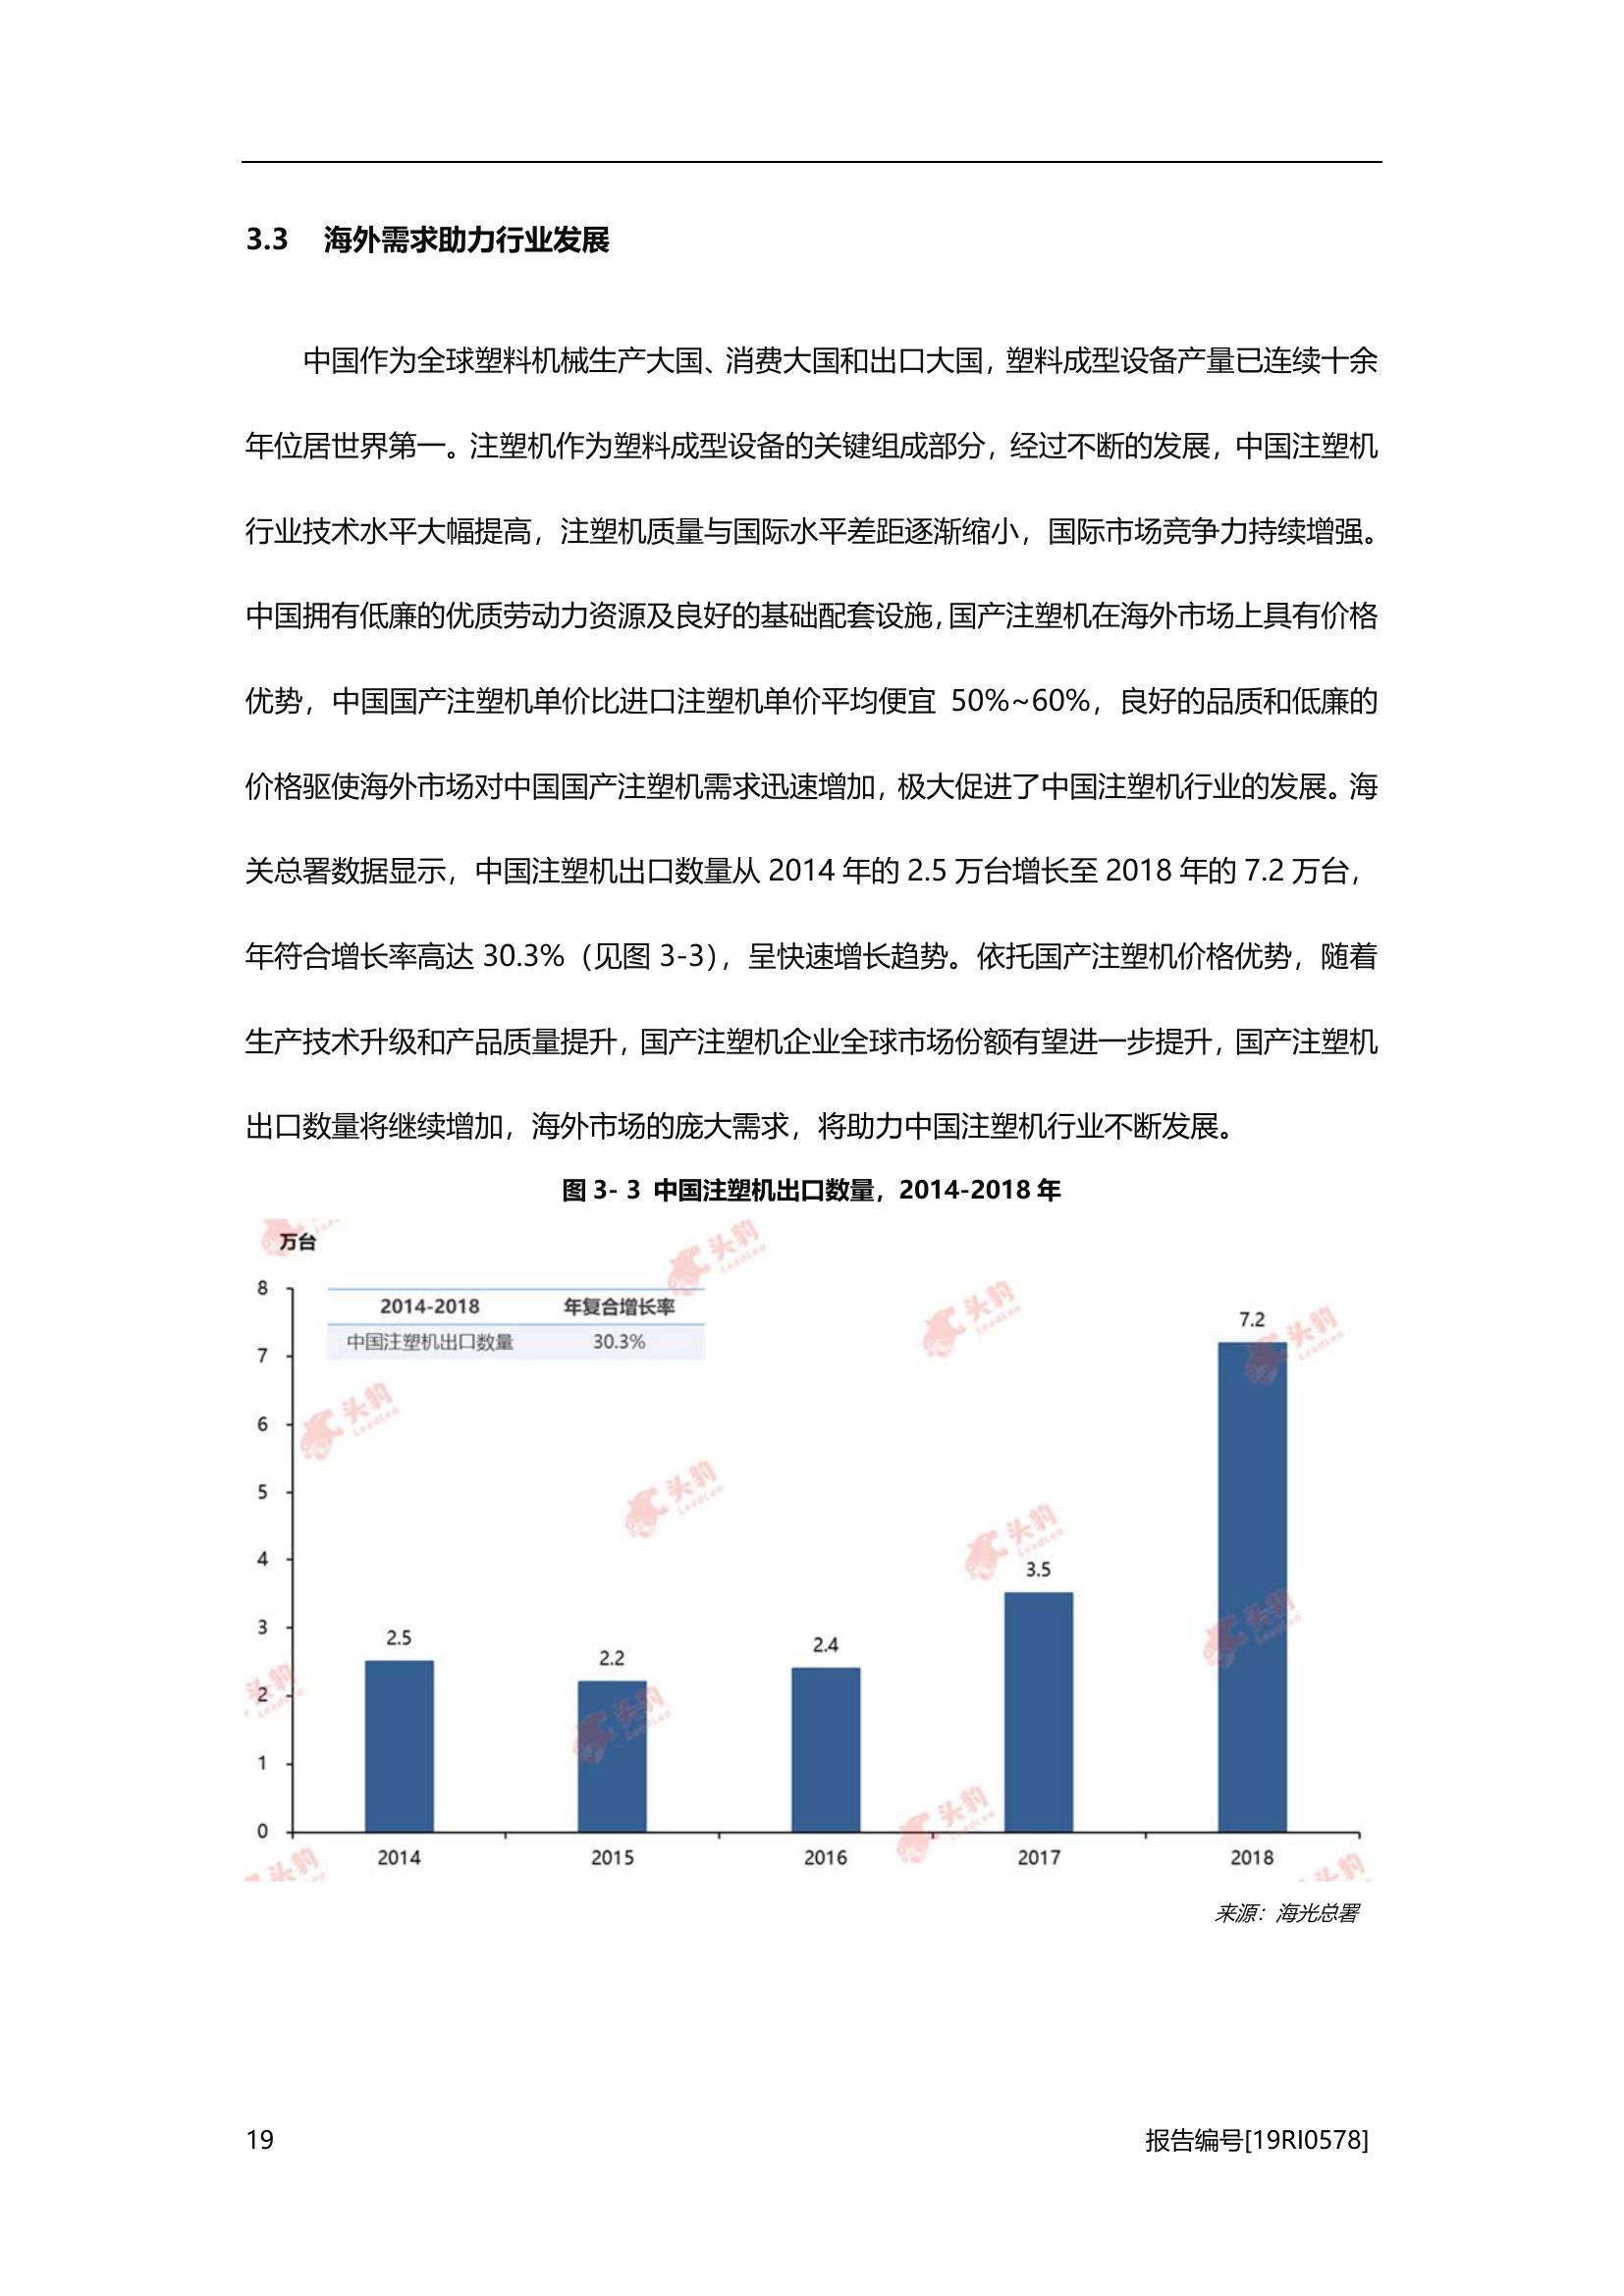 3.3 海外需求助力行业发展
中国作为全球塑料机械生产大国、消费大国和出口大国，塑料成型设备产量已连续十余
年位居世界第一。注塑机作为塑料成型设备的关键组成部分，经过不断的发展，中国注塑机
行业技术水平大幅提高，注塑机质量与国际水平差距逐渐缩小，国际市场竞争力持续增强。
中国拥有低廉的优质劳动力资源及良好的基础配套设施，国产注塑机在海外市场上具有价格
优势，中国国产注塑机单价比进口注塑机单价平均便宜 50%~60%，良好的品质和低廉的
价格驱使海外市场对中国国产注塑机需求迅速增加，极大促进了中国注塑机行业的发展。海
关总署数据显示，中国注塑机出口数量从 2014 年的 2.5 万台增长至 2018 年的 7.2 万台，
年符合增长率高达 30.3%（见图 3-3），呈快速增长趋势。依托国产注塑机价格优势，随着
生产技术升级和产品质量提升，国产注塑机企业全球市场份额有望进一步提升，国产注塑机
出口数量将继续增加，海外市场的庞大需求，将助力中国注塑机行业不断发展。
图 3- 3 中国注塑机出口数量，2014-2018 年
万台
2014-2018 年复合增长率
中国注塑机出口数量 30.3%
8
7
6
5
4
3
2
1
0
2.5
2.2
2.4
3.5
7.2
2014 2015 2016 2017 2018
头豹
LeadLeo
来源：海光总署
19 报告编号[19RI0578]